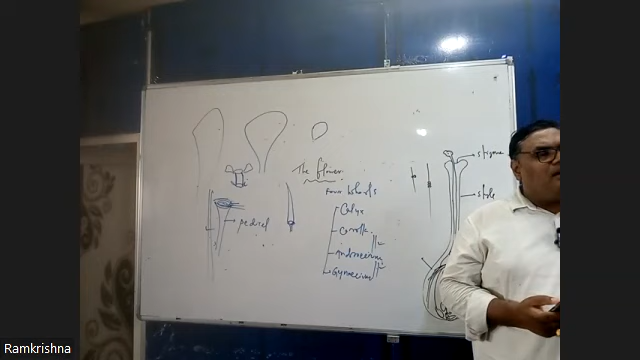 The flower
Four whorls
Calyx
Corolla
Androecium
Gynoecium
pedicel
stigma
style
Ramkrishna